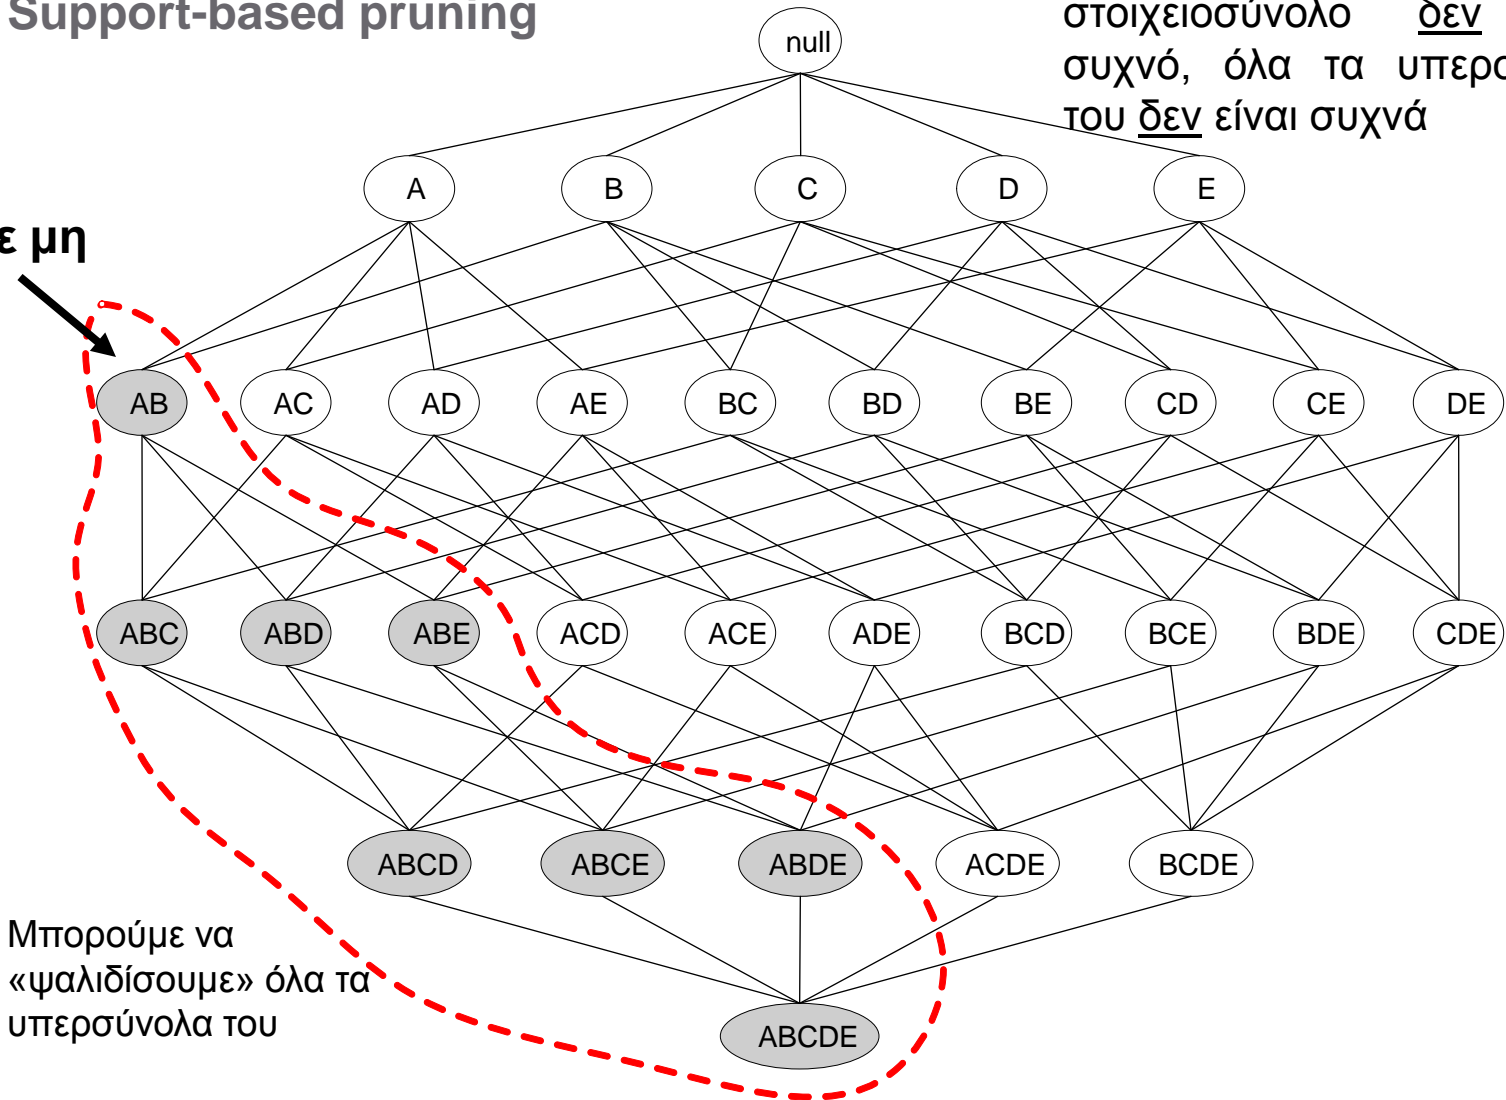 Support-based pruning
στοιχειοσύνολο δεν
συχνό, όλα τα
του δεν είναι συχνά
null
A B C D E
μη
AB AC AD AE BC BD BE CD CE DE
ABC ABD ABE ACD ACE ADE BCD BCE BDE CDE
ABCD ABCE ABDE ACDE BCDE
Μπορούμε να
«ψαλιδίσουμε» όλα τα
υπερσύνολα του
ABCDE